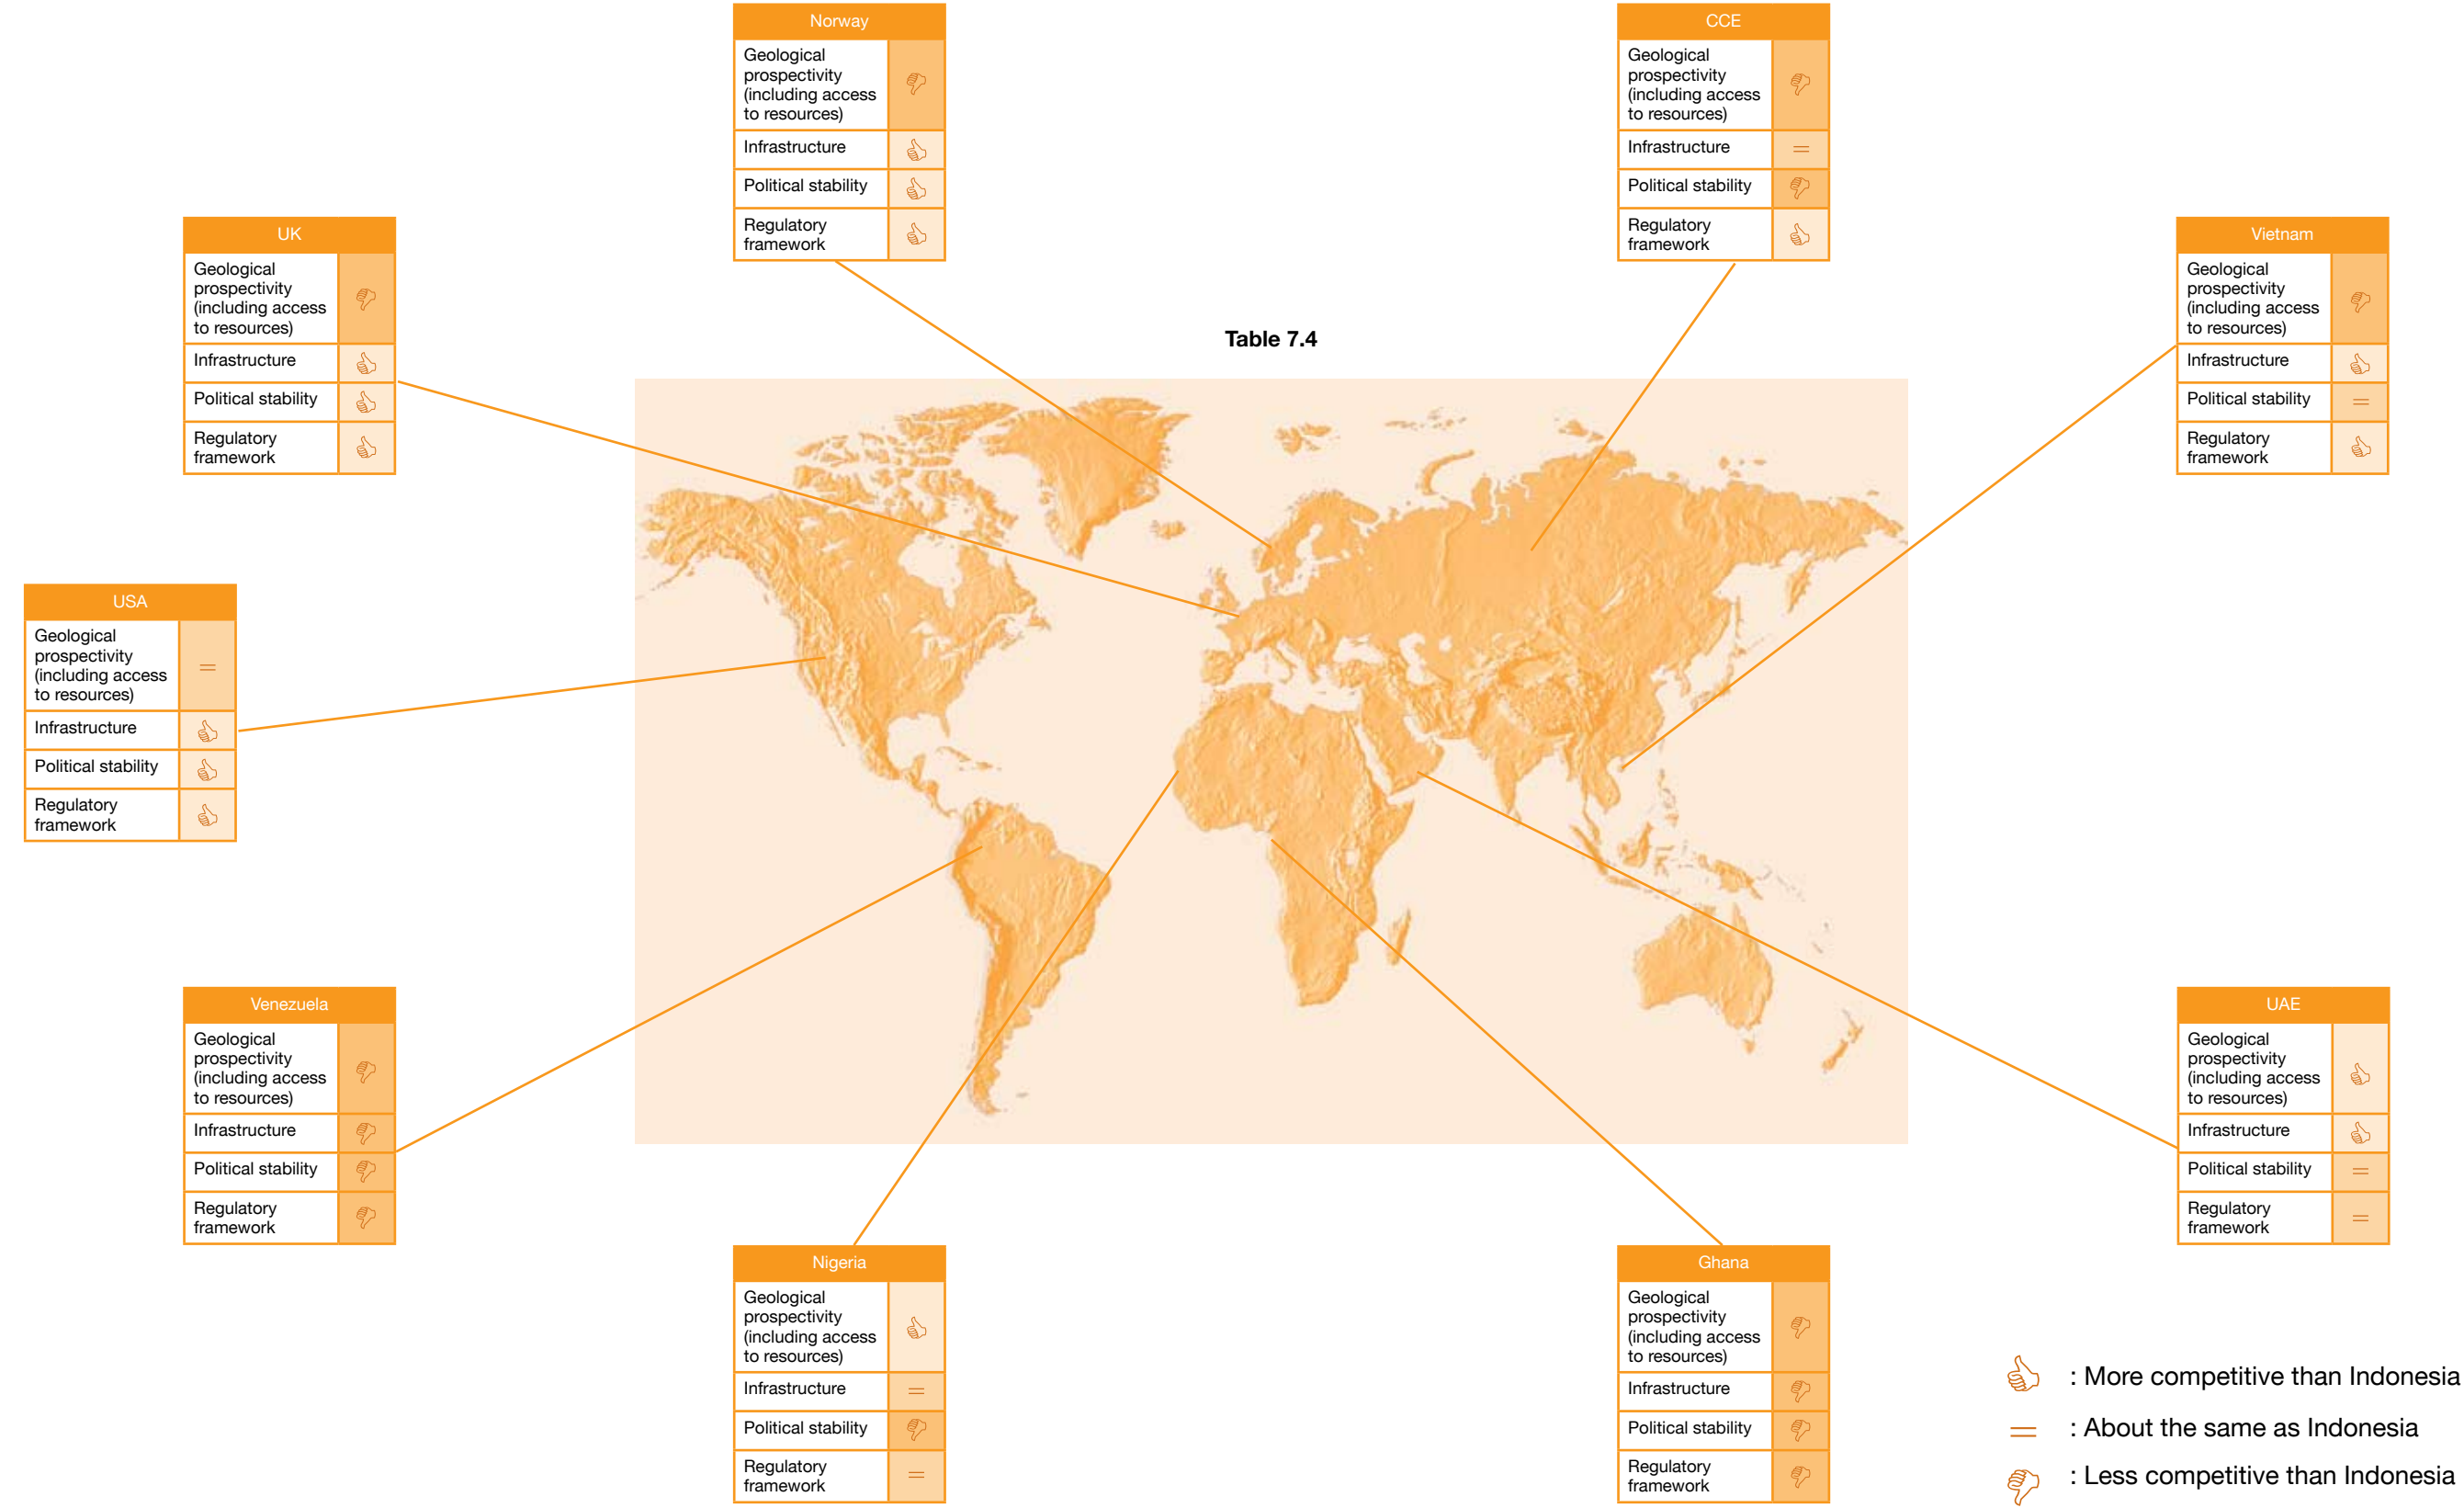 Norway
Geological
prospectivity
(including access
to resources)
Infrastructure
Political stability
Regulatory
framework
CCE
Geological
prospectivity
(including access
to resources)
Infrastructure
=
Political stability
Regulatory
framework
UK
Geological
prospectivity
(including access
to resources)
Infrastructure
Political stability
Regulatory
framework
Vietnam
Geological
prospectivity
(including access
to resources)
Infrastructure
Political stability
=
Regulatory
framework
Table 7.4
USA
Geological
prospectivity
(including access
to resources)
=
Infrastructure
Political stability
Regulatory
framework
Venezuela
Geological
prospectivity
(including access
to resources)
Infrastructure
Political stability
Regulatory
framework
UAE
Geological
prospectivity
(including access
to resources)
Infrastructure
Political stability
=
Regulatory
framework
=
Nigeria
Geological
prospectivity
(including access
to resources)
Infrastructure
=
Political stability
Regulatory
framework
=
Ghana
Geological
prospectivity
(including access
to resources)
Infrastructure
Political stability
Regulatory
framework
: More competitive than Indonesia
= : About the same as Indonesia
: Less competitive than Indonesia